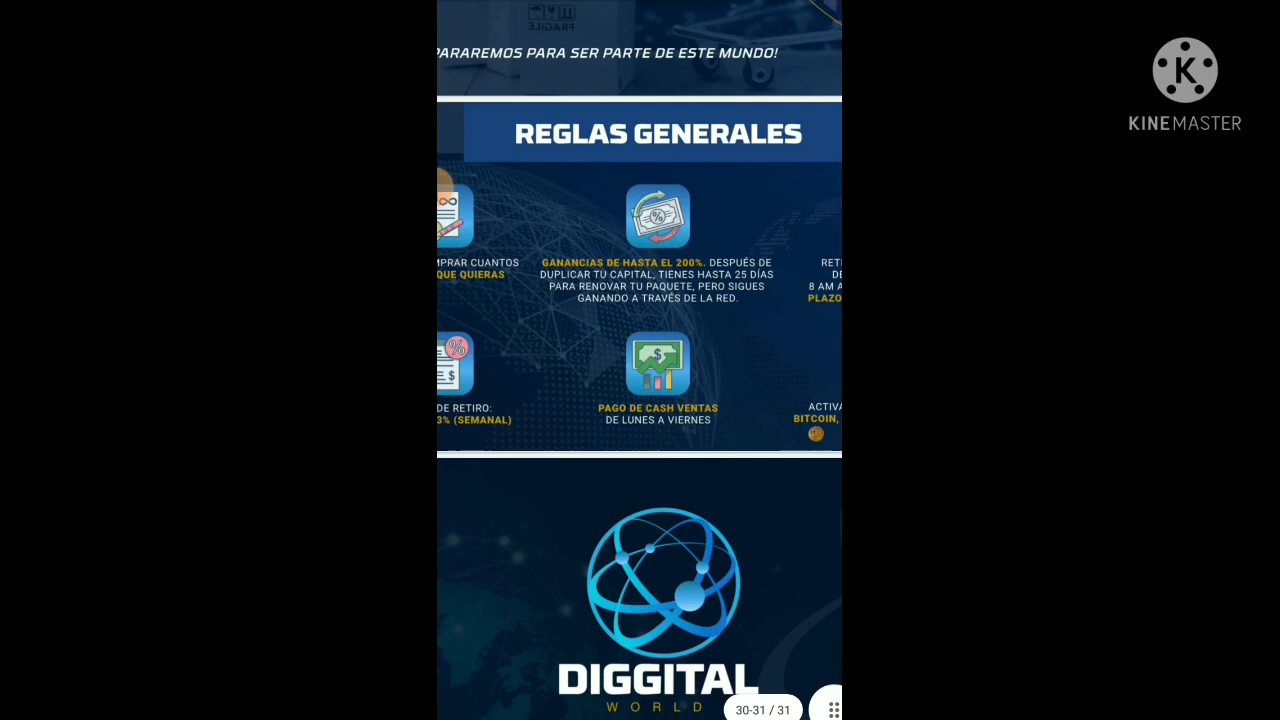 FRAGILE
PARAREMOS PARA SER PARTE DE ESTE MUNDO!
K
KINEMASTER
REGLAS GENERALES
MPRAR CUANTOS
QUE QUIERAS
GANANCIAS DE HASTA EL 200%. DESPUÉS DE
DUPLICAR TU CAPITAL, TIENES HASTA 25 DÍAS
PARA RENOVAR TU PAQUETE, PERO SIGUES
GANANDO A TRAVÉS DE LA RED.
RET
DE
8 AM A
PLAZO
DE RETIRO:
3% (SEMANAL)
PAGO DE CASH VENTAS
DE LUNES A VIERNES
ACTIVA
BITCOIN,
DIGGITAL
WORLD
30-31 / 31